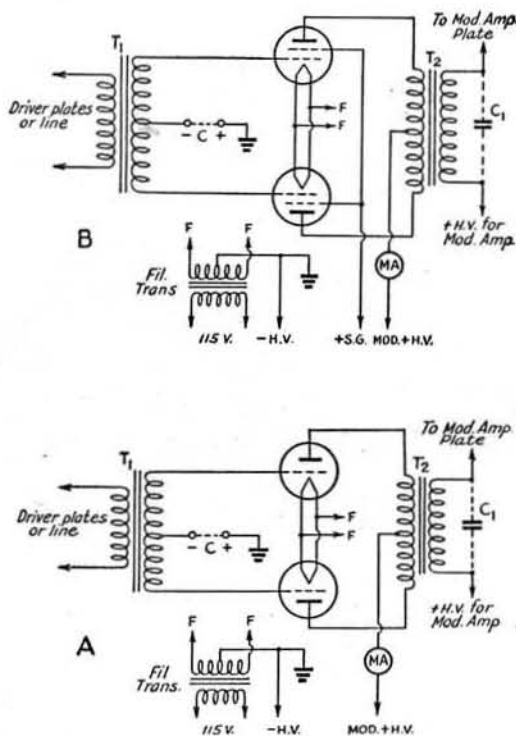 To Mod. Amp.
Plate
T1
T2
Driver plates
or line
- C +
F
F
C1
B
F
F
+H.V. for
Mod. Amp.
MA
Fil.
Trans
115 V.
-H.V.
+S.G.
MOD.+H.V.
To Mod. Amp.
Plate
T1
T2
Driver plates
or line
- C +
F
F
C1
A
F
F
+H.V. for
Mod. Amp
MA
Fil
Trans.
115 V.
-H.V.
MOD.+H.V.